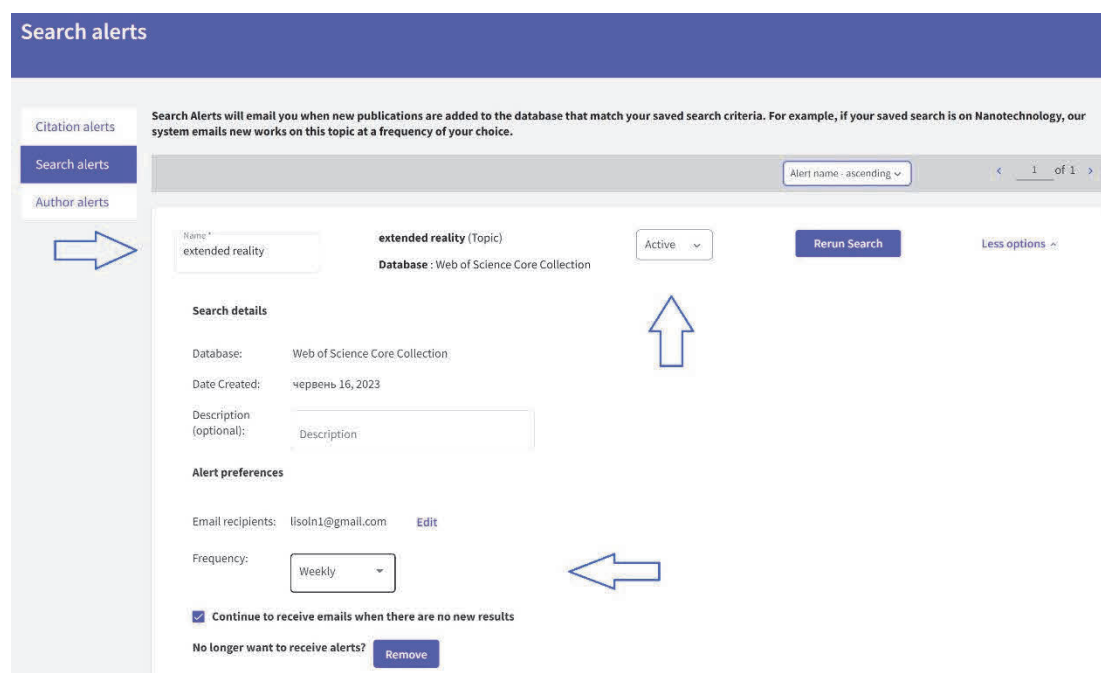 Search alerts
Citation alerts
Search alerts
Author alerts
Search Alerts will email you when new publications are added to the database that match your saved search criteria. For example, if your saved search is on Nanotechnology, our
system emails new works on this topic at a frequency of your choice.
Alert name - ascending
1 of 1
Name *
extended reality
extended reality (Topic)
Database : Web of Science Core Collection
Active
Rerun Search
Less options
Search details
Database: Web of Science Core Collection
Date Created: червень 16, 2023
Description
(optional):
Description
Alert preferences
Email recipients: lisoln1@gmail.com Edit
Frequency: Weekly
Continue to receive emails when there are no new results
No longer want to receive alerts? Remove